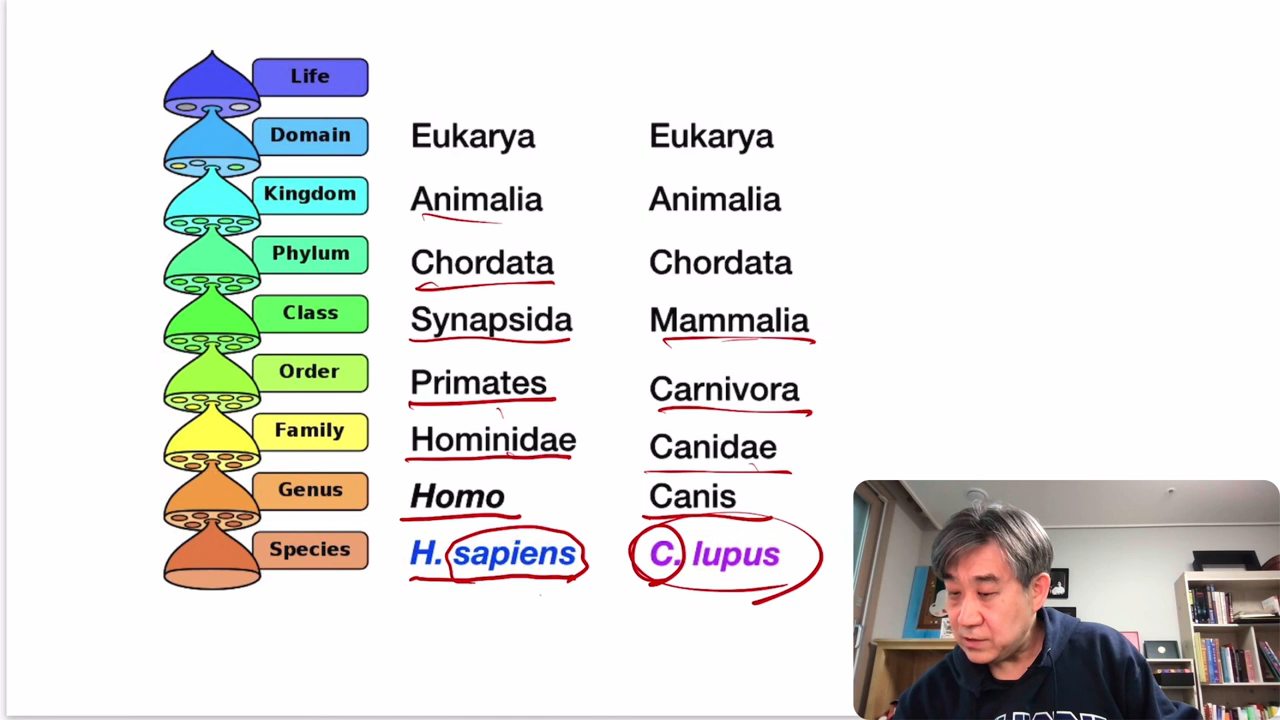 Life
Domain Eukarya Eukarya
Kingdom Animalia Animalia
Phylum Chordata Chordata
Class Synapsida Mammalia
Order Primates Carnivora
Family Hominidae Canidae
Genus Homo Canis
Species H. sapiens C. lupus